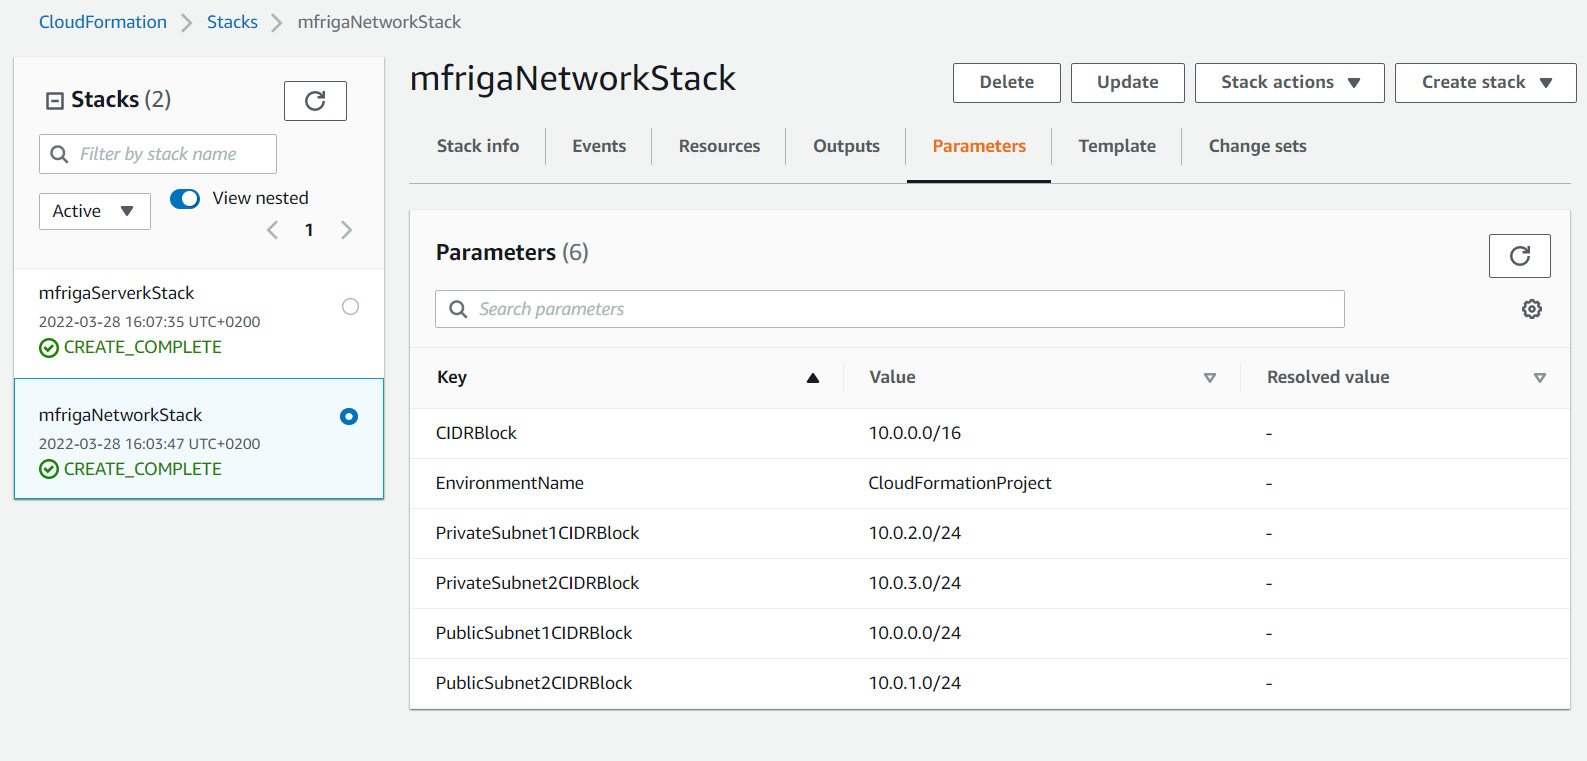 CloudFormation > Stacks > mfrigaNetworkStack
Stacks (2)
Filter by stack name
Active
View nested
1
mfrigaServerkStack
2022-03-28 16:07:35 UTC+0200
CREATE_COMPLETE
mfrigaNetworkStack
2022-03-28 16:03:47 UTC+0200
CREATE_COMPLETE
mfrigaNetworkStack
Delete Update Stack actions Create stack
Stack info Events Resources Outputs Parameters Template Change sets
Parameters (6)
Search parameters
Key Value Resolved value
CIDRBlock 10.0.0.0/16 -
EnvironmentName CloudFormationProject -
PrivateSubnet1CIDRBlock 10.0.2.0/24 -
PrivateSubnet2CIDRBlock 10.0.3.0/24 -
PublicSubnet1CIDRBlock 10.0.0.0/24 -
PublicSubnet2CIDRBlock 10.0.1.0/24 -